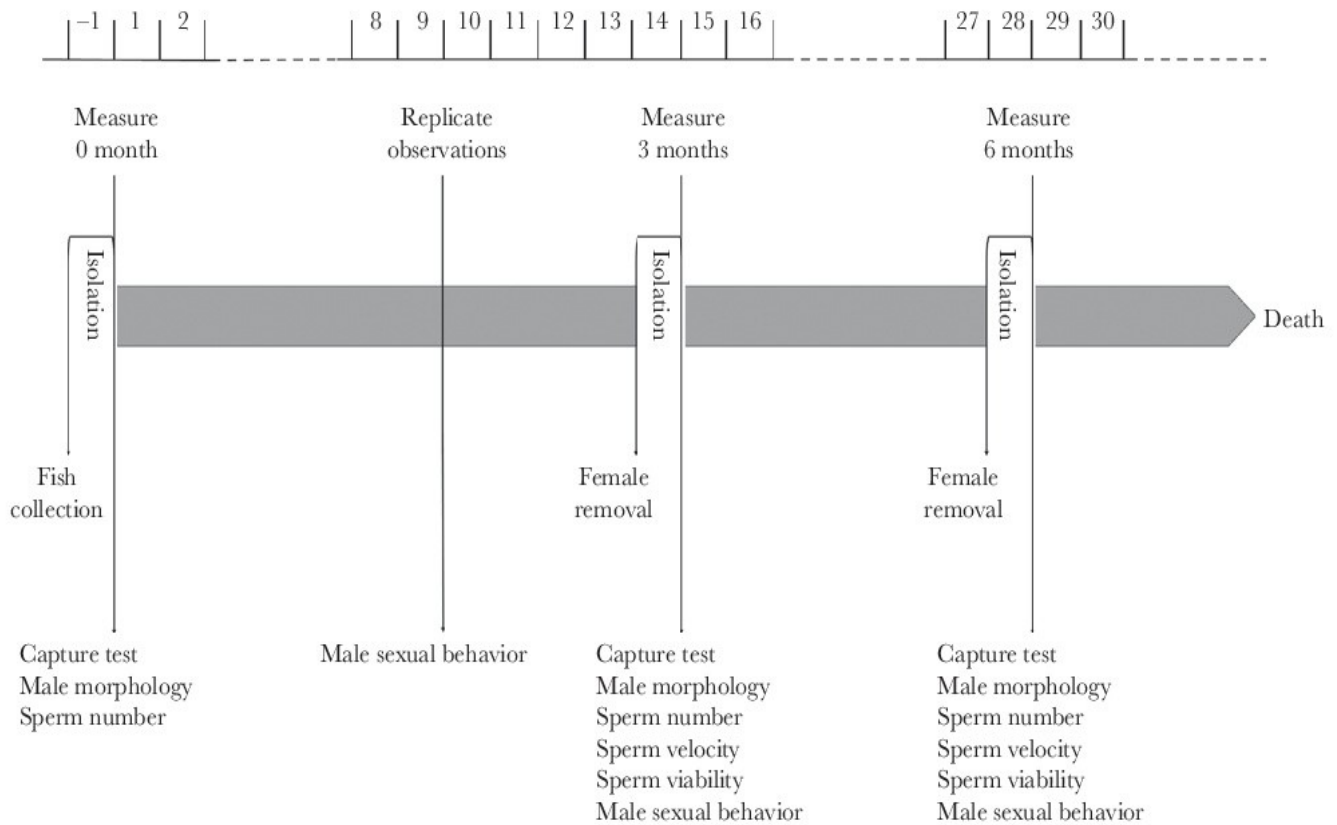 −1 1 2 8 9 10 11 12 13 14 15 16 27 28 29 30
Measure
0 month
Replicate
observations
Measure
3 months
Measure
6 months
Isolation
Isolation
Isolation
Death
Fish
collection
Female
removal
Female
removal
Capture test
Male morphology
Sperm number
Male sexual behavior
Capture test
Male morphology
Sperm number
Sperm velocity
Sperm viability
Male sexual behavior
Capture test
Male morphology
Sperm number
Sperm velocity
Sperm viability
Male sexual behavior